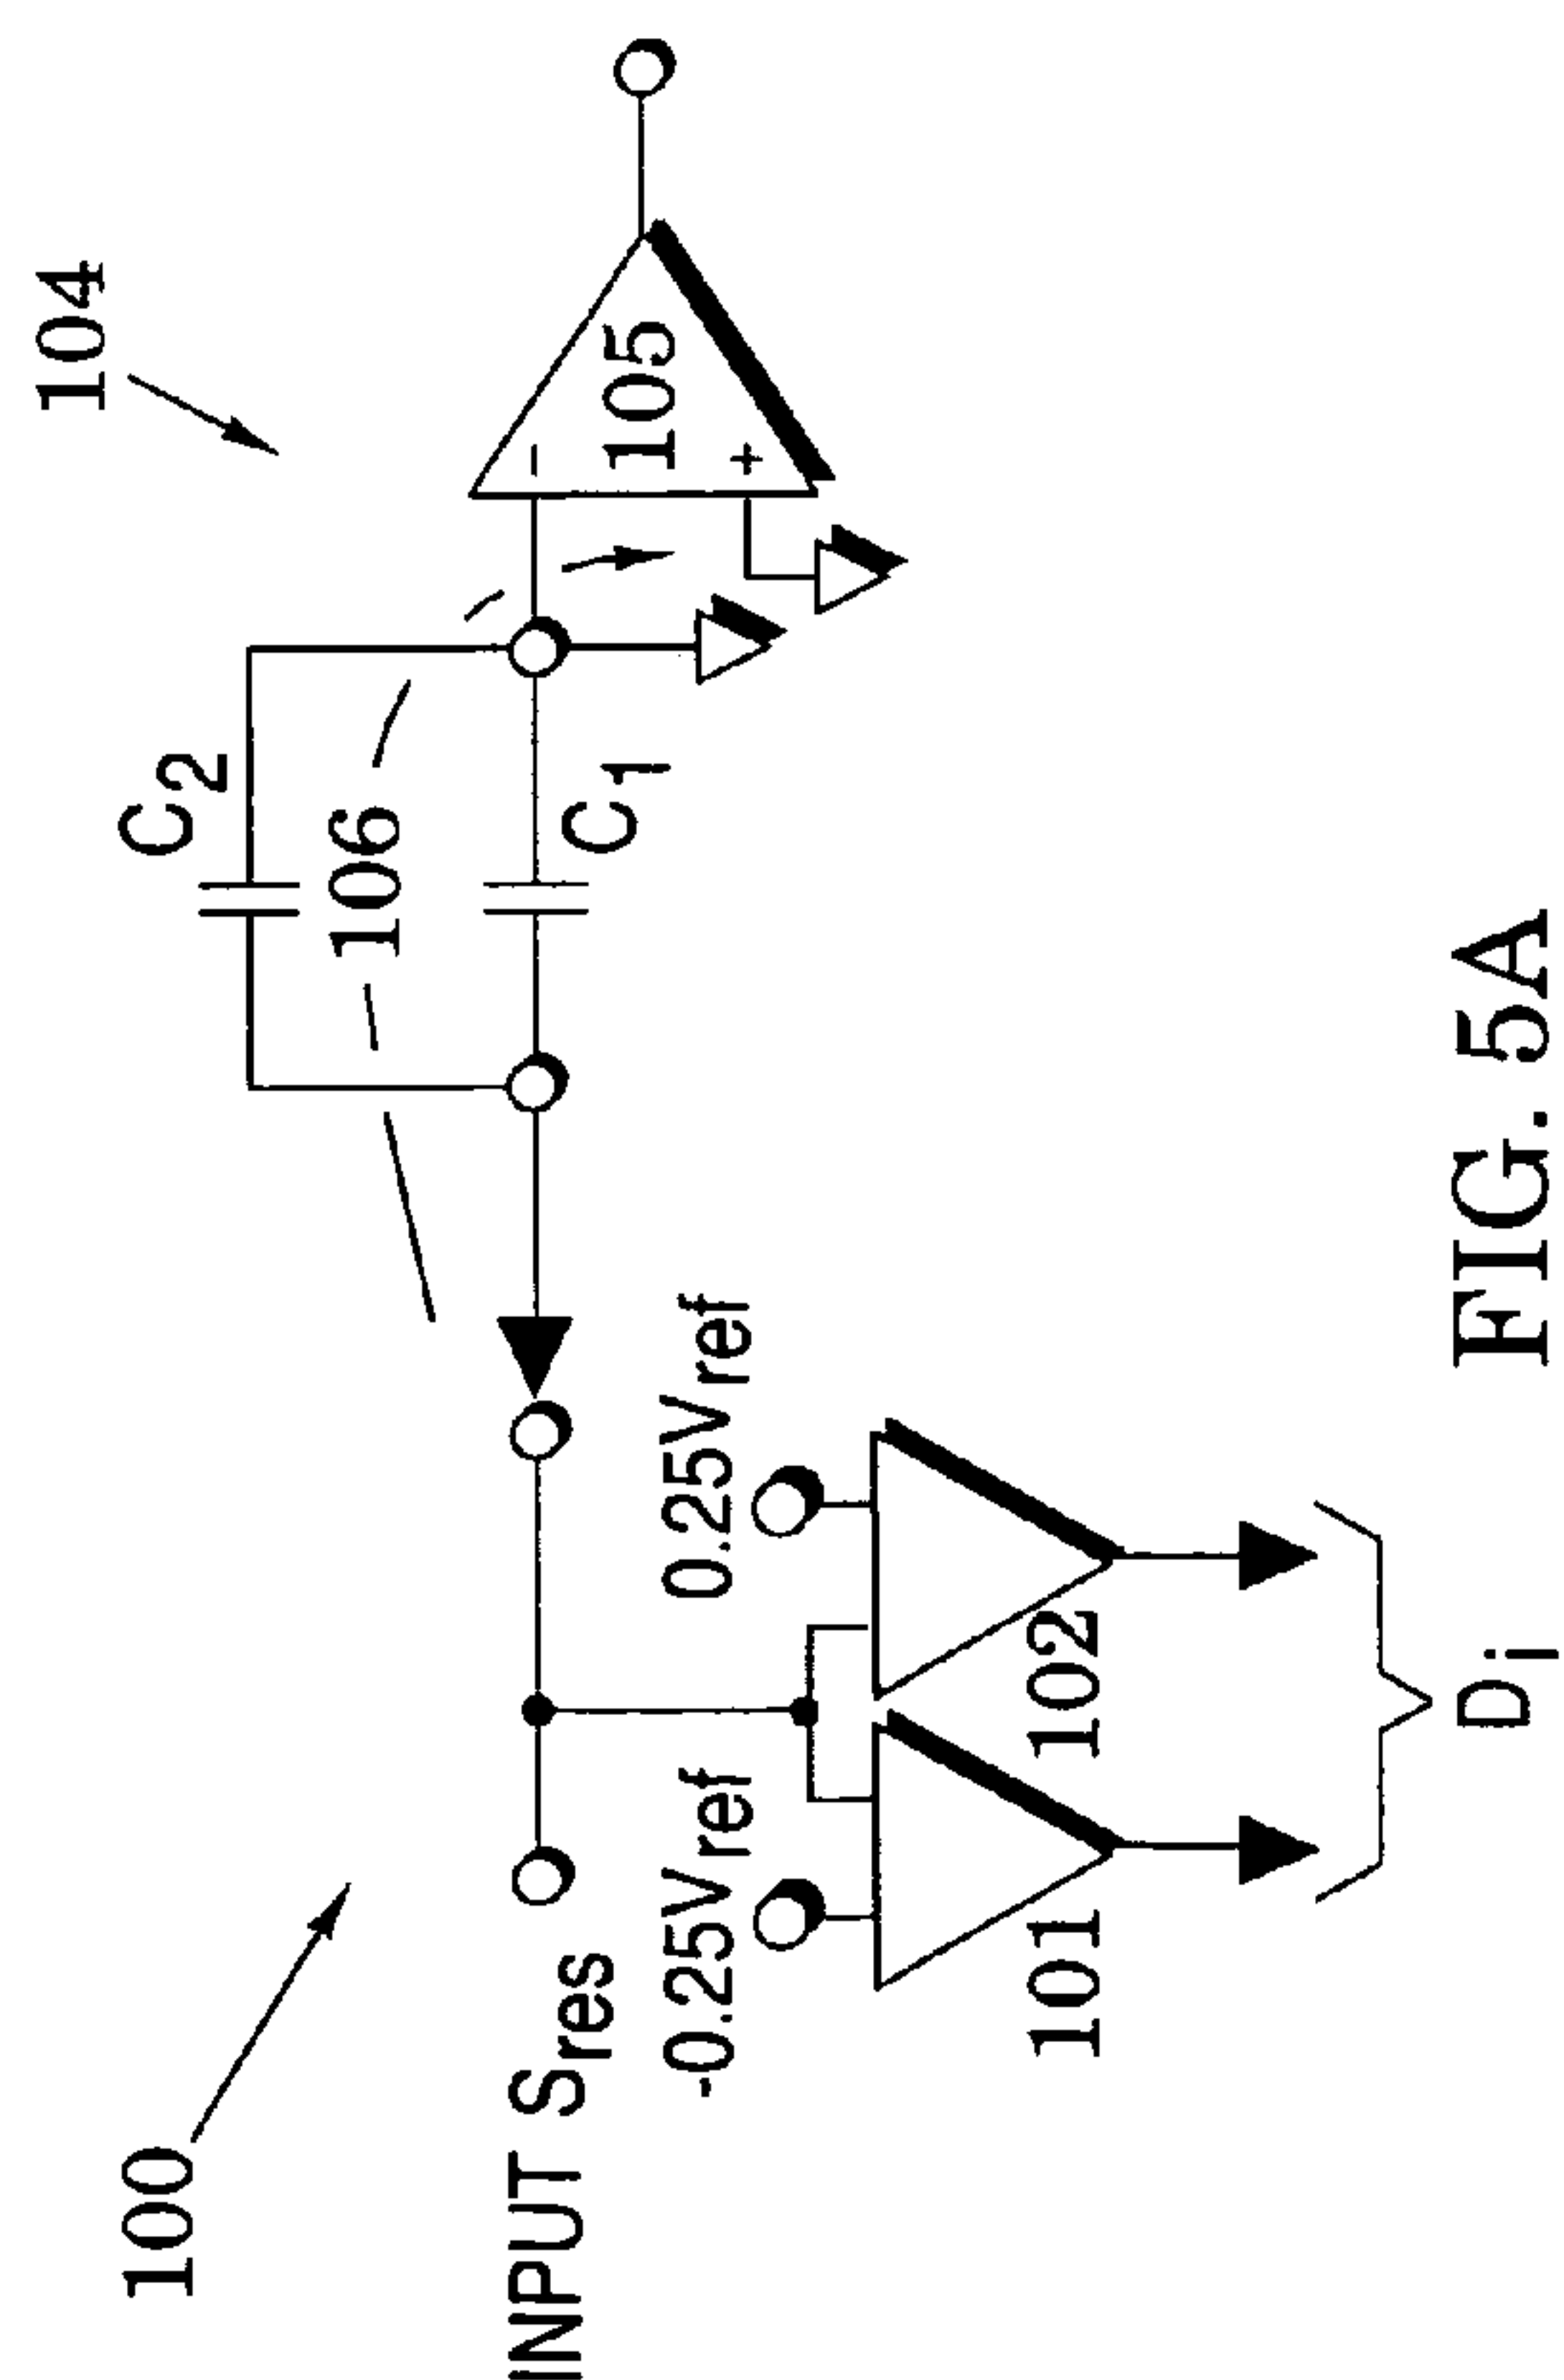 100
104
C2
106
C1
105
-
+
INPUT Sres
-0.25Vref
0.25Vref
101
102
Di
FIG. 5A